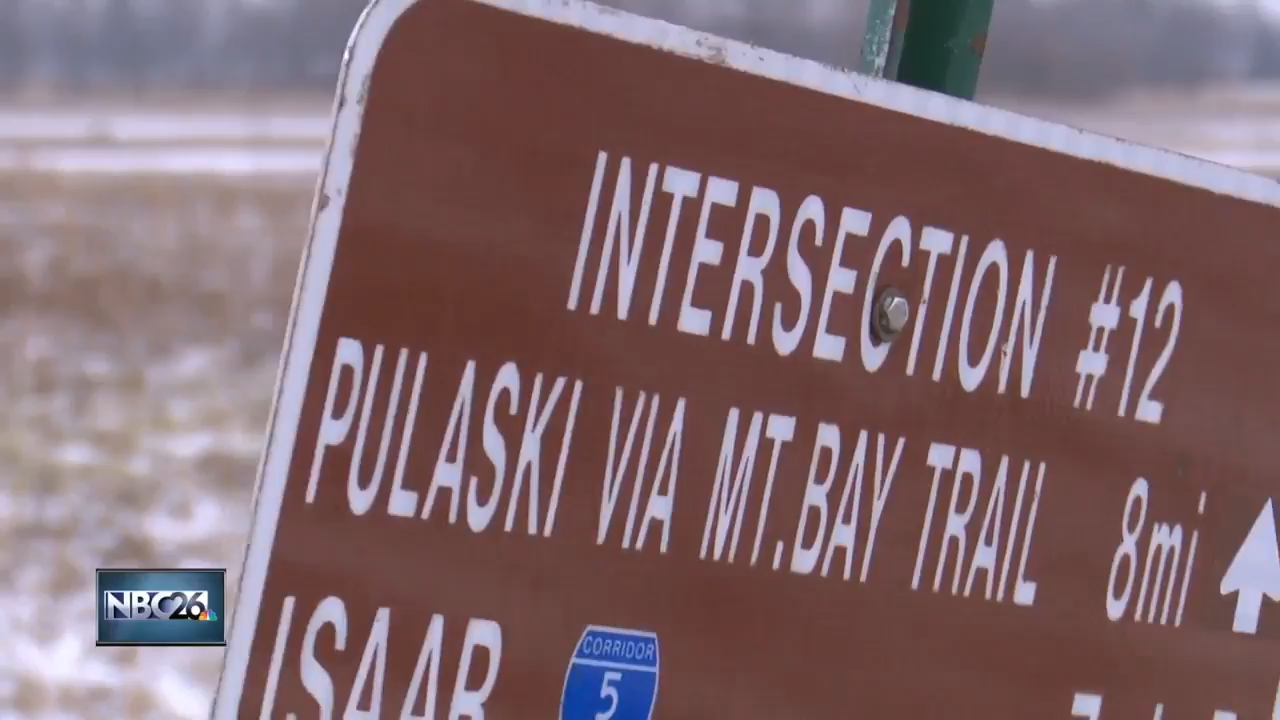 INTERSECTION #12
PULASKI VIA MT.BAY TRAIL 8mi
ISAAR
CORRIDOR
5
NBC26